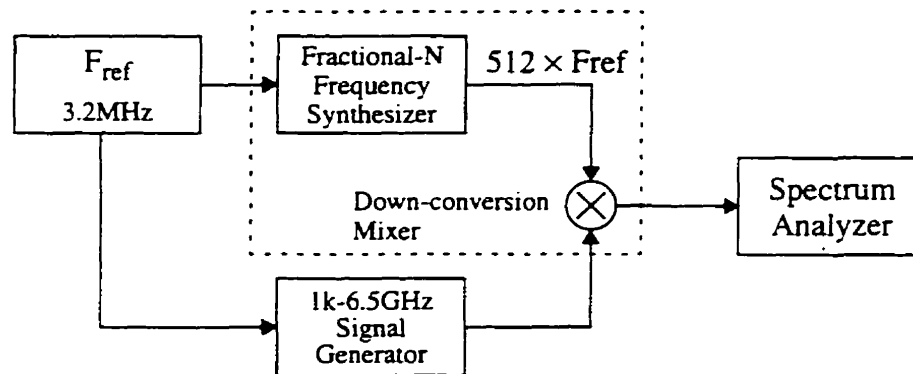 F_ref
3.2MHz
Fractional-N
Frequency
Synthesizer
512 × Fref
Down-conversion
Mixer
Spectrum
Analyzer
1k-6.5GHz
Signal
Generator